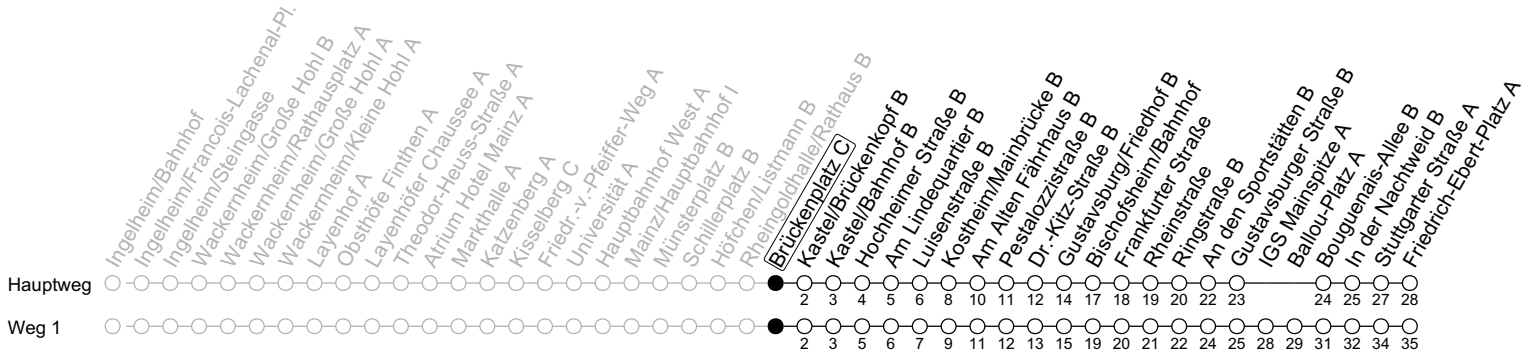 Ingelheim/Bahnhof
Ingelheim/Francois-Lachenal-Pl.
Ingelheim/Steingasse
Wackernheim/Große Hohl B
Wackernheim/Rathausplatz A
Wackernheim/Große Hohl A
Wackernheim/Kleine Hohl A
Layenhof A
Obsthöfe Finthen A
Layenhöfer Chaussee A
Theodor-Heuss-Straße A
Atrium Hotel Mainz A
Markthalle A
Katzenberg A
Kisselberg C
Friedr.-v.-Pfeiffer-Weg A
Universität A
Hauptbahnhof West A
Mainz/Hauptbahnhof I
Münsterplatz B
Schillerplatz B
Höfchen/Listmann B
Rheingoldhalle/Rathaus B
Brückenplatz C
Kastel/Brückenkopf B
Kastel/Bahnhof B
Hochheimer Straße B
Am Lindequartier B
Luisenstraße B
Kostheim/Mainbrücke B
Am Alten Fährhaus B
Pestalozzistraße B
Dr.-Kitz-Straße B
Gustavsburg/Friedhof B
Bischofsheim/Bahnhof
Frankfurter Straße
Rheinstraße
Ringstraße B
An den Sportstätten B
Gustavsburger Straße B
IGS Mainspitze A
Ballou-Platz A
Bouguenais-Allee B
In der Nachtweid B
Stuttgarter Straße A
Friedrich-Ebert-Platz A
Hauptweg
2 3 4 5 6 8 10 11 12 14 17 18 19 20 22 23 24 25 27 28
Weg 1
2 3 5 6 7 9 11 12 13 15 19 20 21 22 24 25 28 29 31 32 34 35